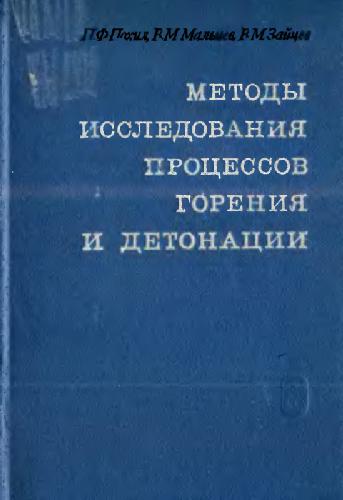 П.Ф.Похил, В.М.Мальцев, В.М.Зайцев
МЕТОДЫ
ИССЛЕДОВАНИЯ
ПРОЦЕССОВ
ГОРЕНИЯ
И ДЕТОНАЦИИ